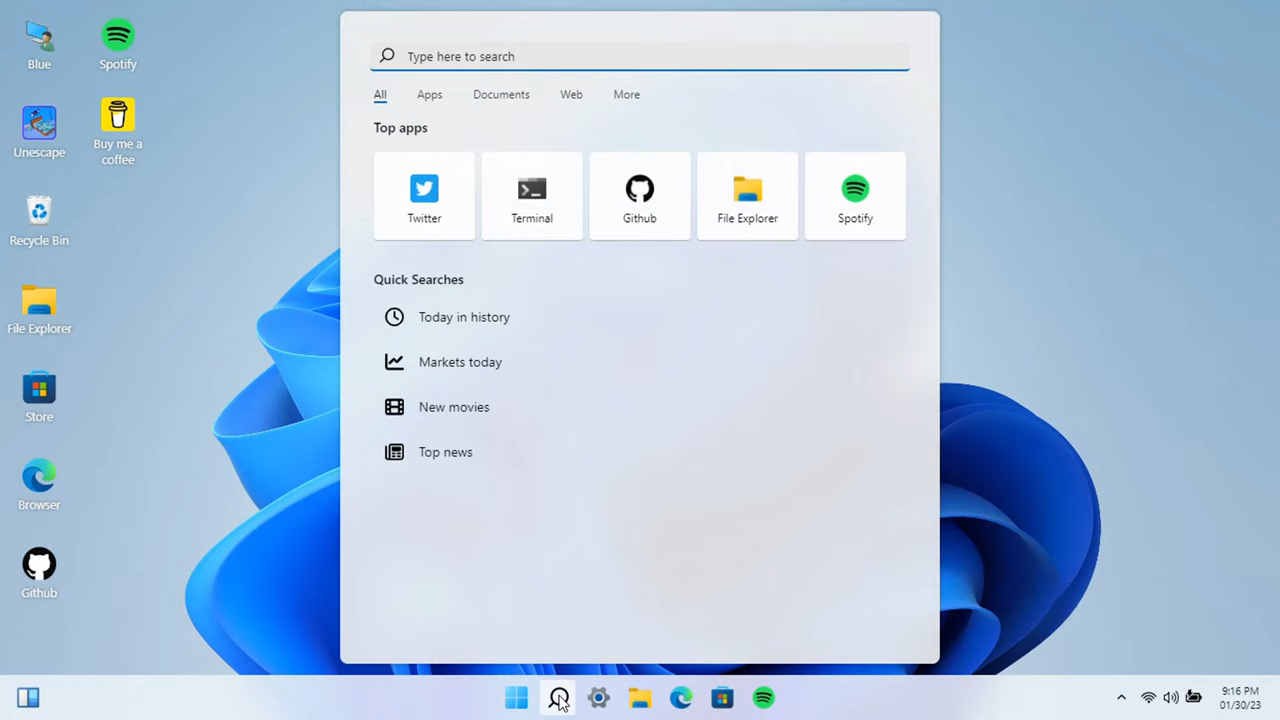 Blue
Spotify
Unescape
Buy me a
coffee
Recycle Bin
File Explorer
Store
Browser
Github
Type here to search
All Apps Documents Web More
Top apps
Twitter Terminal Github File Explorer Spotify
Quick Searches
Today in history
Markets today
New movies
Top news
9:16 PM
01/30/23